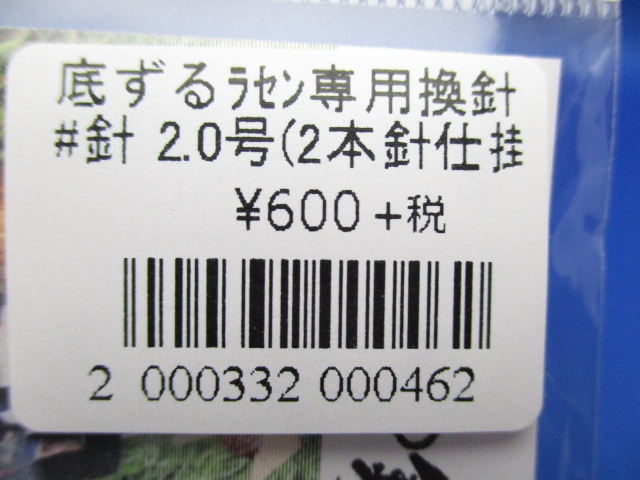 底ずるﾗｾﾝ専用換針
#針 2.0号(2本針仕掛
¥600+税
2 000332 000462